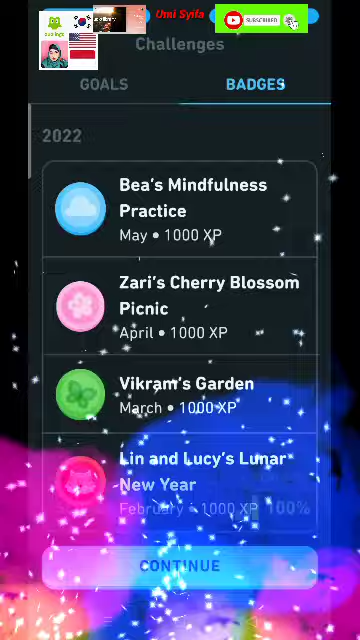 Umi Syifa
SUBSCRIBED
Challenges
GOALS
BADGES
2022
Bea's Mindfulness
Practice
May • 1000 XP
Zari's Cherry Blossom
Picnic
April • 1000 XP
Vikram's Garden
March • 1000 XP
Lin and Lucy's Lunar
New Year
February • 1000 XP
100%
CONTINUE